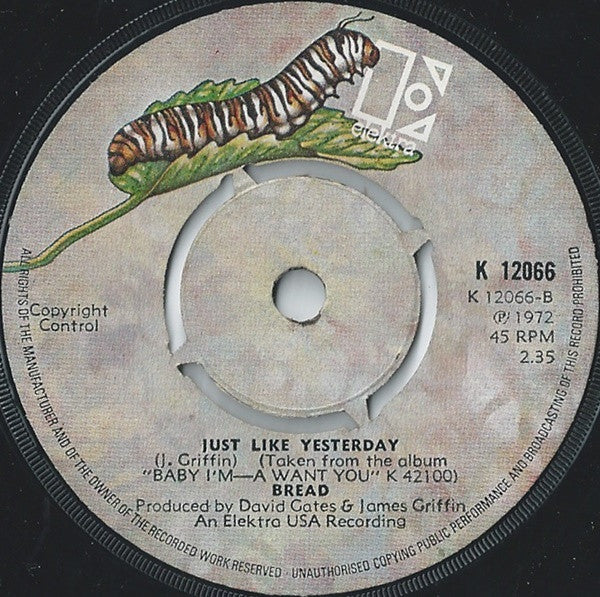 elektra
K 12066
K 12066-B
℗ 1972
45 RPM
2.35
Copyright
Control
JUST LIKE YESTERDAY
(J. Griffin) (Taken from the album
"BABY I'M—A WANT YOU" K 42100)
BREAD
Produced by David Gates & James Griffin
An Elektra USA Recording
ALL RIGHTS OF THE MANUFACTURER AND OF THE OWNER OF THE RECORDED WORK RESERVED - UNAUTHORISED COPYING PUBLIC PERFORMANCE AND BROADCASTING OF THIS RECORD PROHIBITED